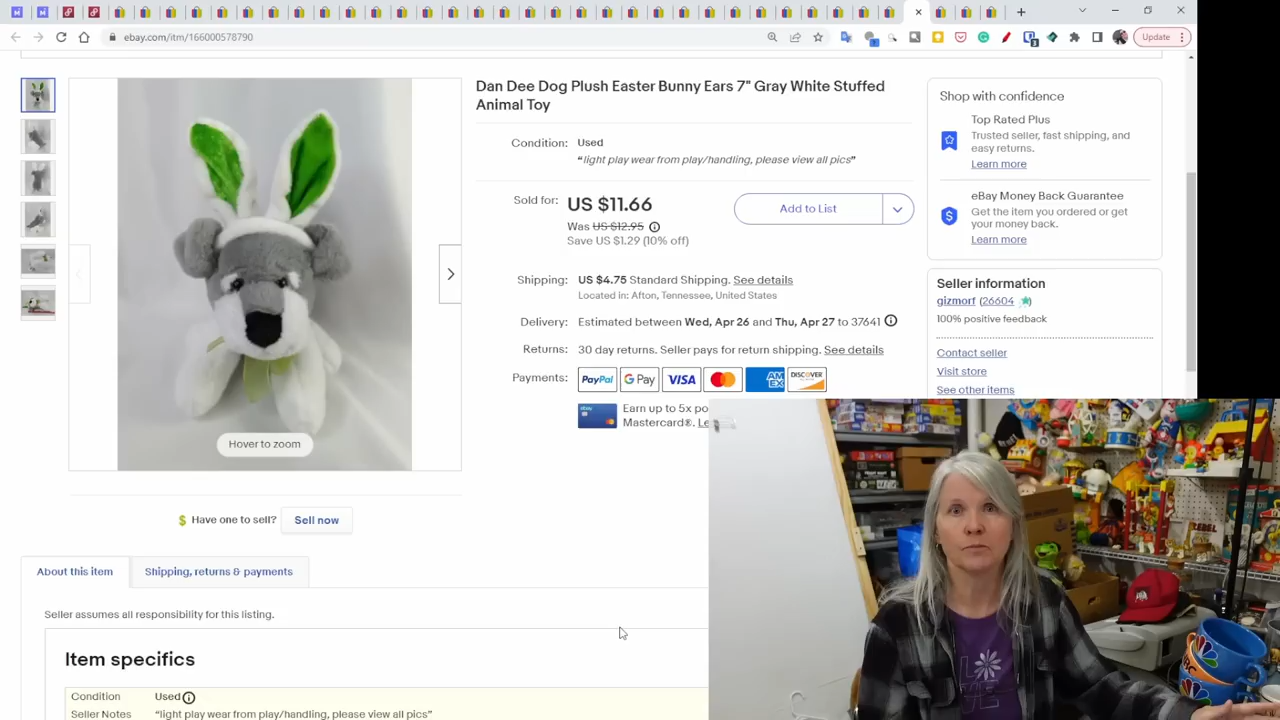 ebay.com/itm/166000578790
Update
Dan Dee Dog Plush Easter Bunny Ears 7" Gray White Stuffed
Animal Toy
Condition: Used
“light play wear from play/handling, please view all pics”
Sold for: US $11.66
Was US $12.95
Save US $1.29 (10% off)
Add to List
Shipping: US $4.75 Standard Shipping. See details
Located in: Afton, Tennessee, United States
Delivery: Estimated between Wed, Apr 26 and Thu, Apr 27 to 37641
Returns: 30 day returns. Seller pays for return shipping. See details
Payments: PayPal G Pay VISA AM EX DISCOVER
Earn up to 5x po
Mastercard®. Le
Hover to zoom
Shop with confidence
Top Rated Plus
Trusted seller, fast shipping, and
easy returns.
Learn more
eBay Money Back Guarantee
Get the item you ordered or get
your money back.
Learn more
Seller information
gizmorf (26604)
100% positive feedback
Contact seller
Visit store
See other items
$ Have one to sell? Sell now
About this item
Shipping, returns & payments
Seller assumes all responsibility for this listing.
Item specifics
Condition Used
Seller Notes “light play wear from play/handling, please view all pics”
REBEL
NBC